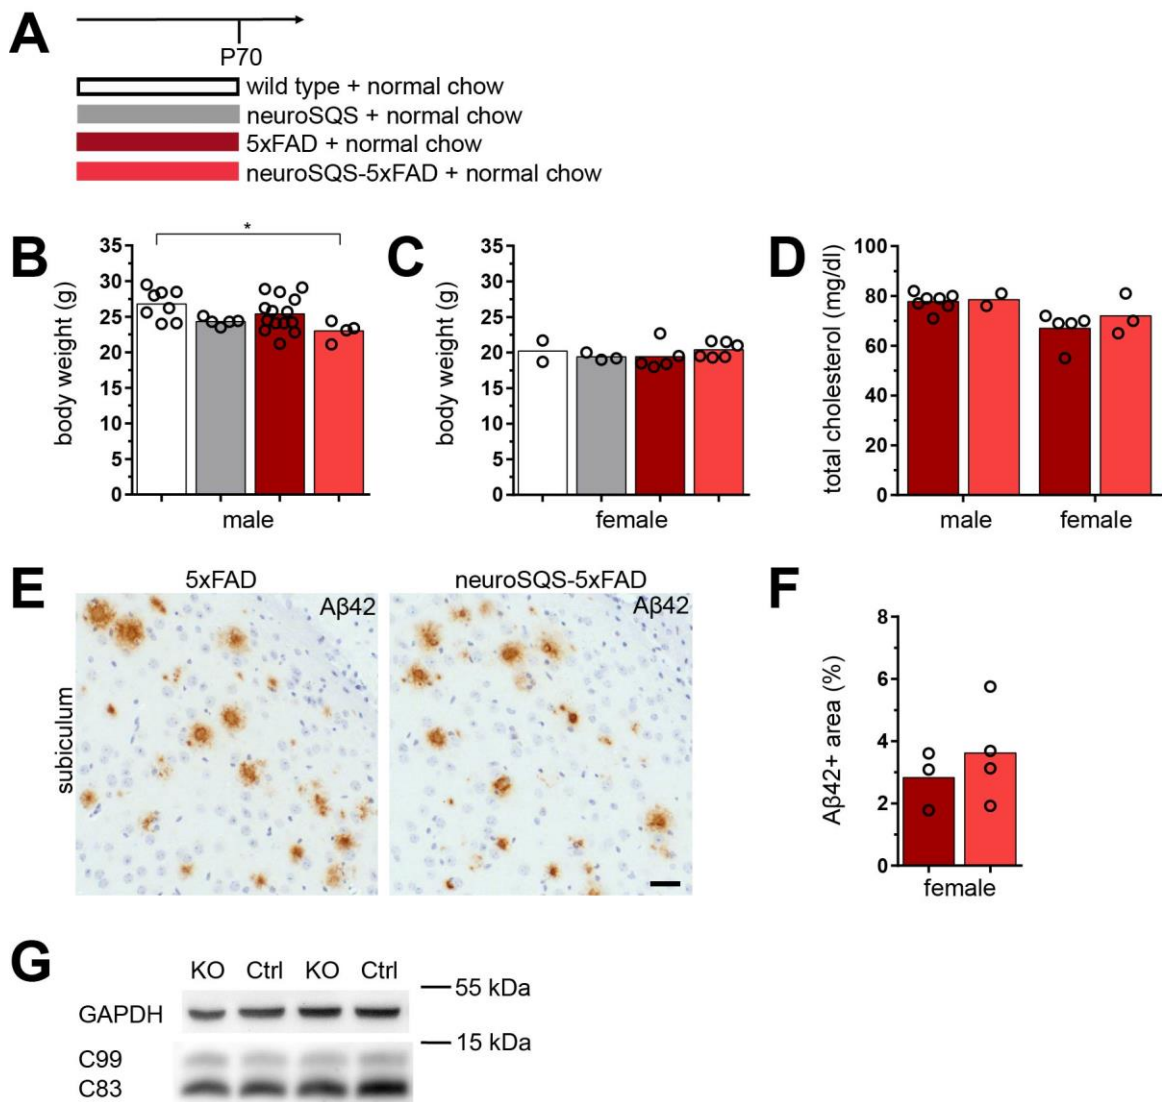 A
P70
wild type + normal chow
neuroSQS + normal chow
5xFAD + normal chow
neuroSQS-5xFAD + normal chow
B
*
body weight (g)
35
30
25
20
15
10
5
0
male
C
body weight (g)
35
30
25
20
15
10
5
0
female
D
total cholesterol (mg/dl)
100
80
60
40
20
0
male
female
E
5xFAD
neuroSQS-5xFAD
subiculum
Aβ42
Aβ42
F
Aβ42+ area (%)
8
6
4
2
0
female
G
KO Ctrl KO Ctrl
55 kDa
GAPDH
15 kDa
C99
C83